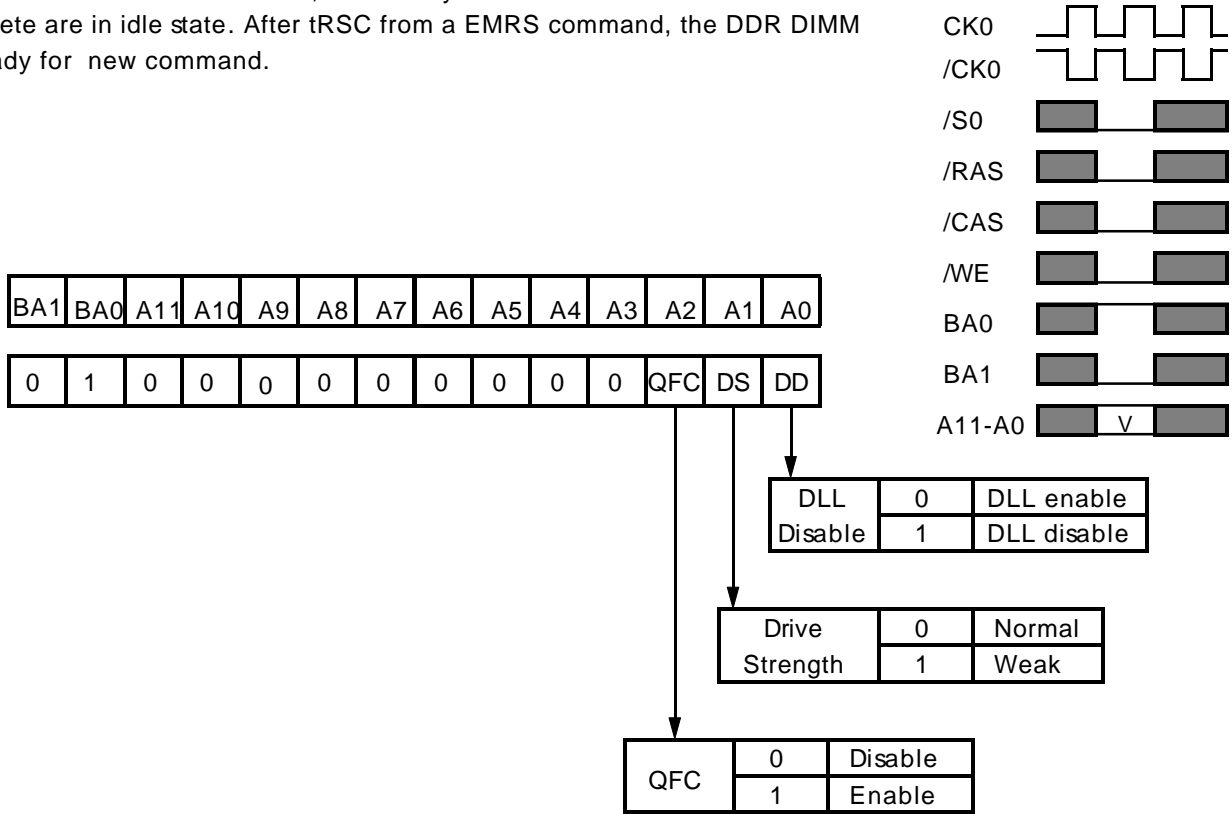 ete are in idle state. After tRSC from a EMRS command, the DDR DIMM
ady for new command.
CK0
/CK0
/S0
/RAS
/CAS
/WE
BA0
BA1
A11-A0 V
BA1 BA0 A11 A10 A9 A8 A7 A6 A5 A4 A3 A2 A1 A0
0 1 0 0 0 0 0 0 0 0 0 QFC DS DD
DLL Disable
0 DLL enable
1 DLL disable
Drive Strength
0 Normal
1 Weak
QFC
0 Disable
1 Enable